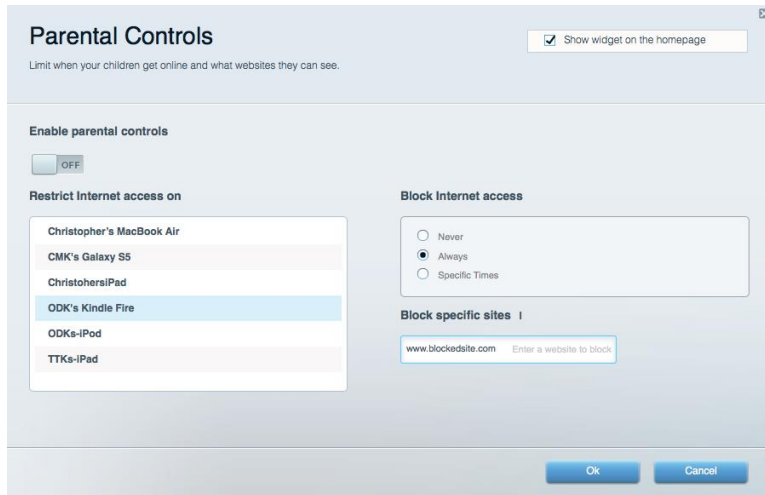 Parental Controls
Show widget on the homepage
Limit when your children get online and what websites they can see.
Enable parental controls
OFF
Restrict Internet access on
Christopher's MacBook Air
CMK's Galaxy S5
ChristohersiPad
ODK's Kindle Fire
ODKs-iPod
TTKs-iPad
Block Internet access
Never
Always
Specific Times
Block specific sites I
www.blockedsite.com Enter a website to block
Ok Cancel